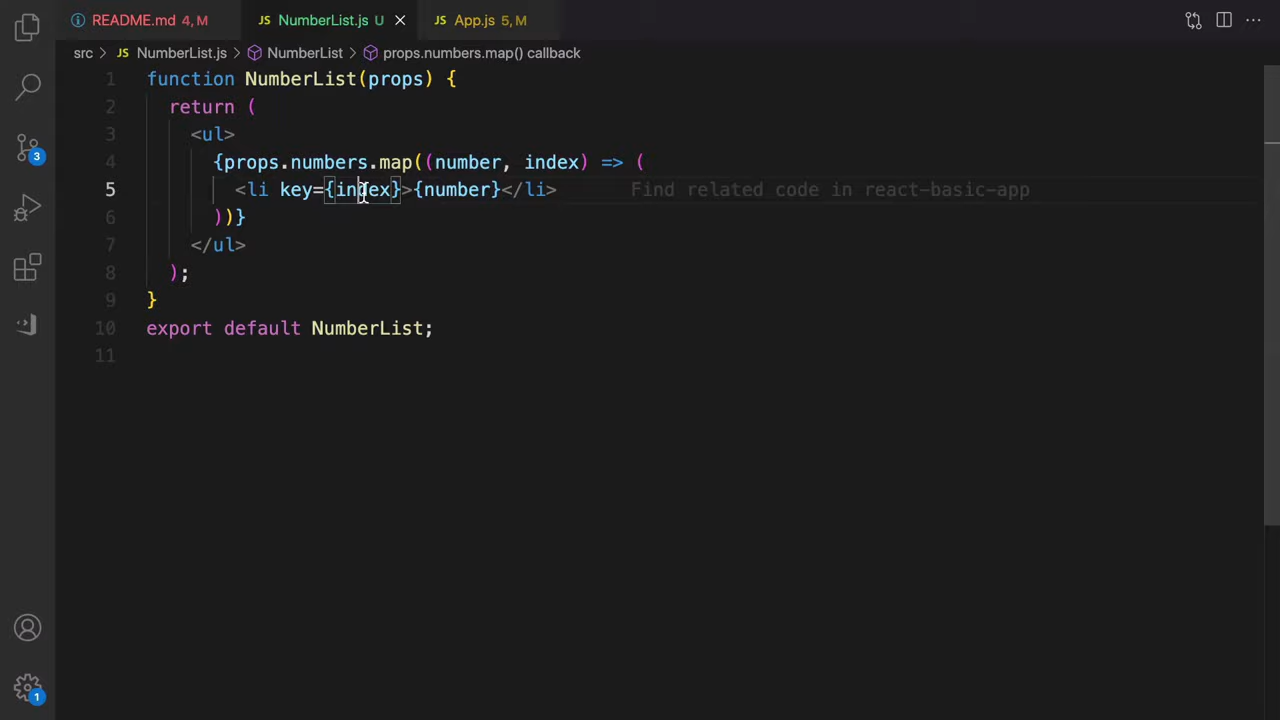 README.md 4, M NumberList.js U App.js 5, M
src NumberList.js NumberList props.numbers.map() callback
1 function NumberList(props) {
2 return (
3 <ul>
4 {props.numbers.map((number, index) => (
5 <li key={index}>{number}</li> Find related code in react-basic-app
6 ))}
7 </ul>
8 );
9 }
10 export default NumberList;
11
3
1